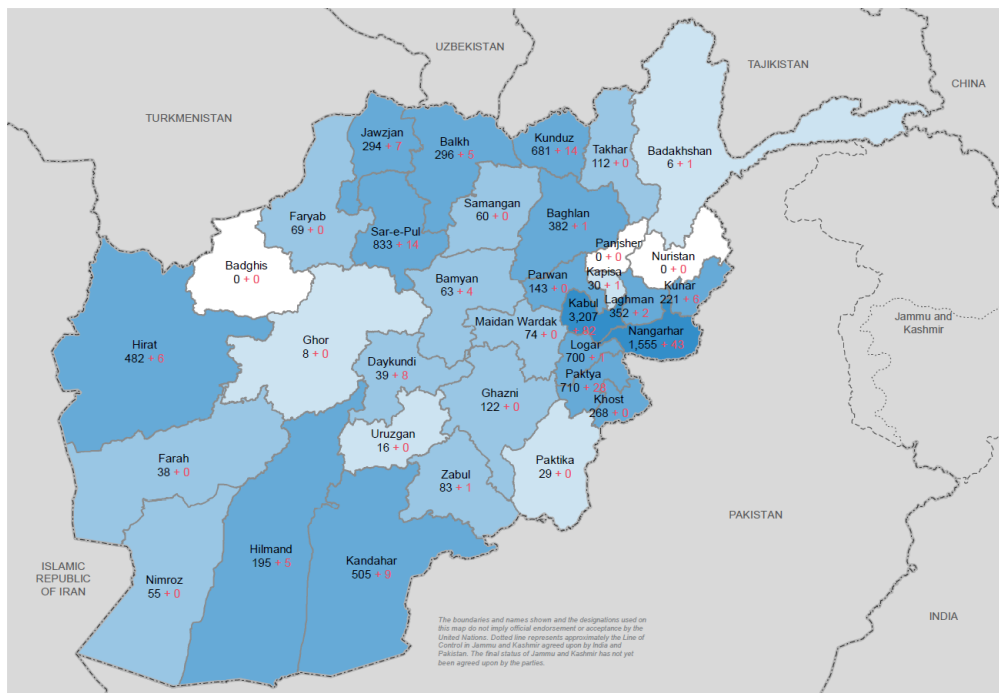 UZBEKISTAN
TAJIKISTAN
CHINA
TURKMENISTAN
Jawzjan
294 + 7
Balkh
296 + 5
Kunduz
681 + 14
Takhar
112 + 0
Badakhshan
6 + 1
Samangan
60 + 0
Faryab
69 + 0
Sar-e-Pul
833 + 14
Baghlan
382 + 1
Panjsher
0 + 0
Nuristan
0 + 0
Badghis
0 + 0
Bamyan
63 + 4
Parwan
143 + 0
Kapisa
30 + 1
Kunar
221 + 6
Kabul
3,207
+ 82
Laghman
352 + 2
Maidan Wardak
74 + 0
Nangarhar
1,555 + 43
Jammu and
Kashmir
Hirat
482 + 6
Ghor
8 + 0
Logar
700 + 1
Daykundi
39 + 8
Paktya
710 + 28
Ghazni
122 + 0
Khost
268 + 0
Uruzgan
16 + 0
Farah
38 + 0
Paktika
29 + 0
Zabul
83 + 1
PAKISTAN
Hilmand
195 + 5
Kandahar
505 + 9
ISLAMIC
REPUBLIC
OF IRAN
Nimroz
55 + 0
INDIA
The boundaries and names shown and the designations used on
this map do not imply official endorsement or acceptance by the
United Nations. Dotted line represents approximately the Line of
Control in Jammu and Kashmir agreed upon by India and
Pakistan. The final status of Jammu and Kashmir has not yet
been agreed upon by the parties.